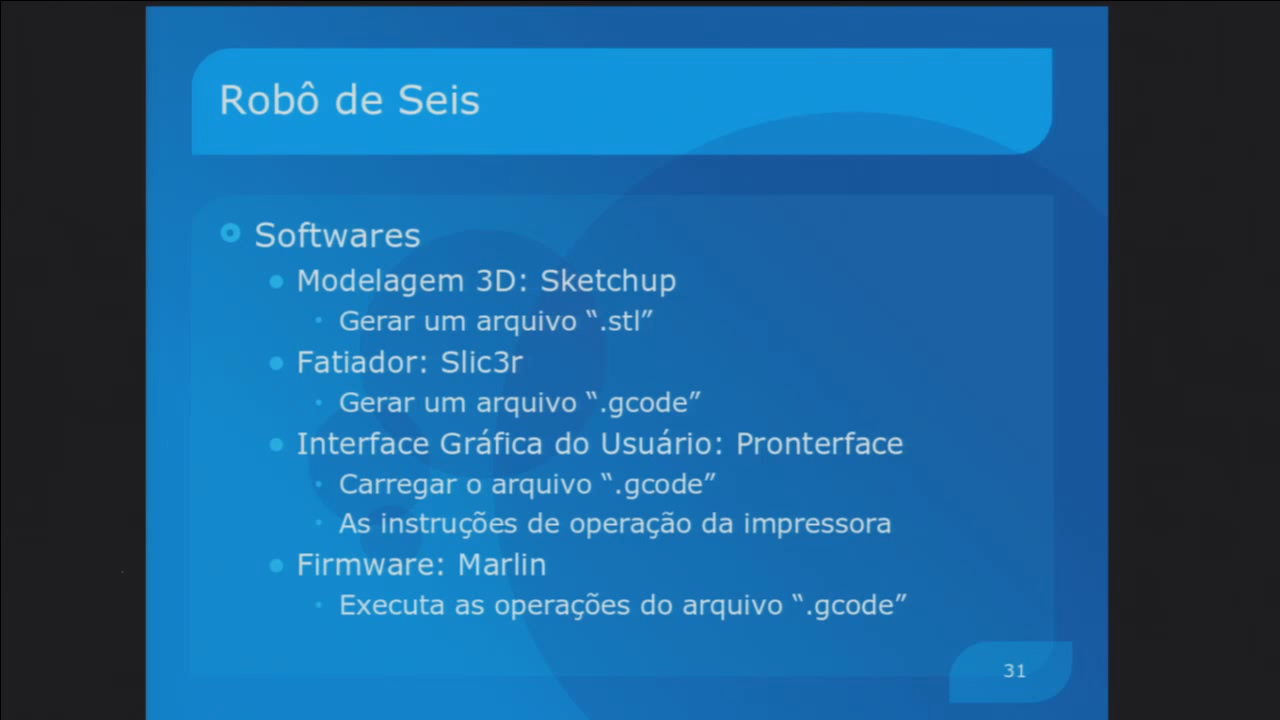 Robô de Seis
Softwares
Modelagem 3D: Sketchup
Gerar um arquivo “.stl”
Fatiador: Slic3r
Gerar um arquivo “.gcode”
Interface Gráfica do Usuário: Pronterface
Carregar o arquivo “.gcode”
As instruções de operação da impressora
Firmware: Marlin
Executa as operações do arquivo “.gcode”
31